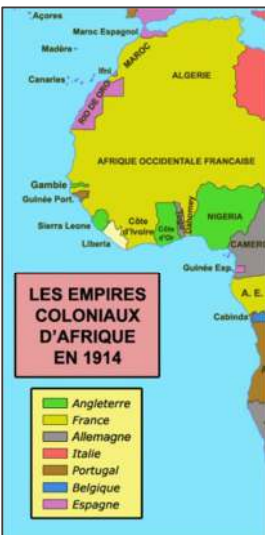 Açores
Maroc Espagnol
Madère
MAROC
Ifni
Canaries
ALGERIE
RIO DE ORO
AFRIQUE OCCIDENTALE FRANCAISE
Gambie
Guinée Port.
Sierra Leone
Liberia
Côte
d'Ivoire
Côte
d'Or
Dahomey
NIGERIA
CAMER
Guinée Esp.
A. E.
Cabinda
LES EMPIRES
COLONIAUX
D'AFRIQUE
EN 1914
Angleterre
France
Allemagne
Italie
Portugal
Belgique
Espagne